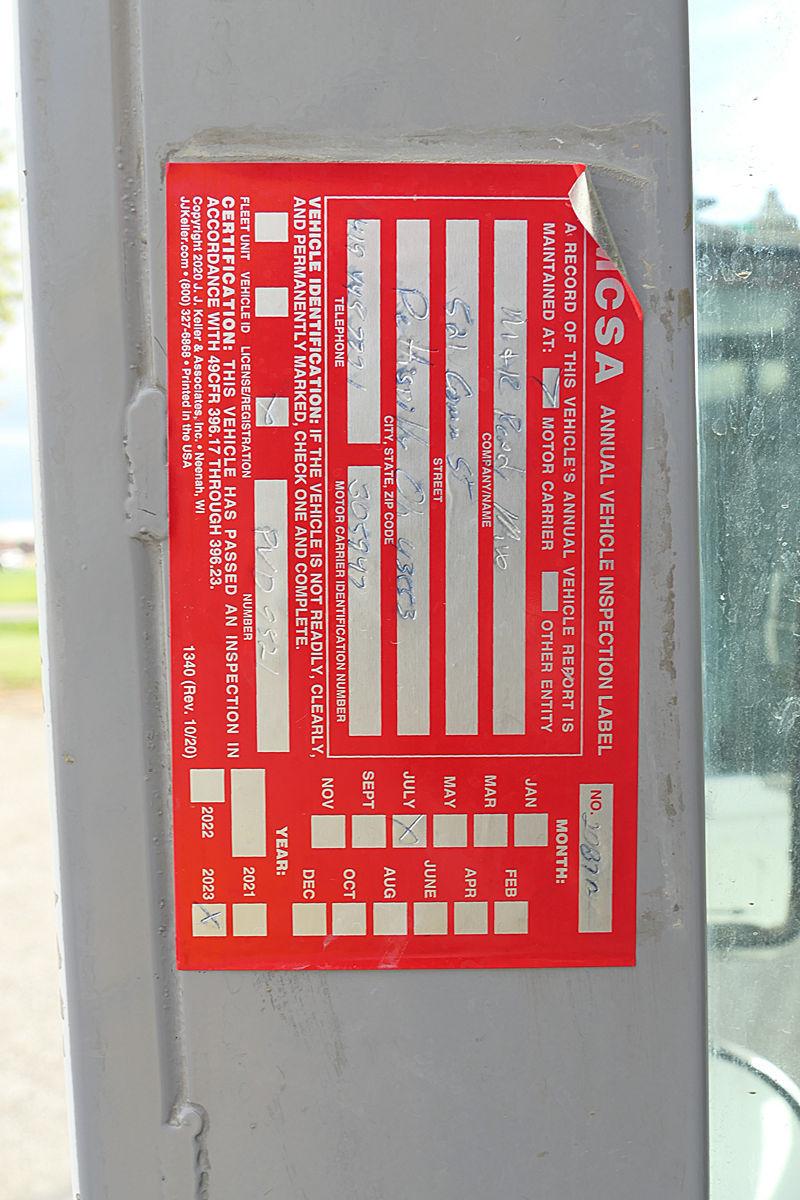 MCSA ANNUAL VEHICLE INSPECTION LABEL
A RECORD OF THIS VEHICLE'S ANNUAL VEHICLE REPORT IS
MAINTAINED AT: MOTOR CARRIER OTHER ENTITY
COMPANY/NAME
STREET
CITY, STATE, ZIP CODE
TELEPHONE MOTOR CARRIER IDENTIFICATION NUMBER
VEHICLE IDENTIFICATION: IF THE VEHICLE IS NOT READILY, CLEARLY,
AND PERMANENTLY MARKED, CHECK ONE AND COMPLETE.
FLEET UNIT VEHICLE ID LICENSE/REGISTRATION NUMBER
CERTIFICATION: THIS VEHICLE HAS PASSED AN INSPECTION IN
ACCORDANCE WITH 49CFR 396.17 THROUGH 396.23.
Copyright 2020 J. J. Keller & Associates, Inc. • Neenah, WI
JJKeller.com • (800) 327-6868 • Printed in the USA
1340 (Rev. 10/20)
NO.
MONTH:
JAN FEB
MAR APR
MAY JUNE
JULY X AUG
SEPT OCT
NOV DEC
YEAR:
2021
2022 2023 X